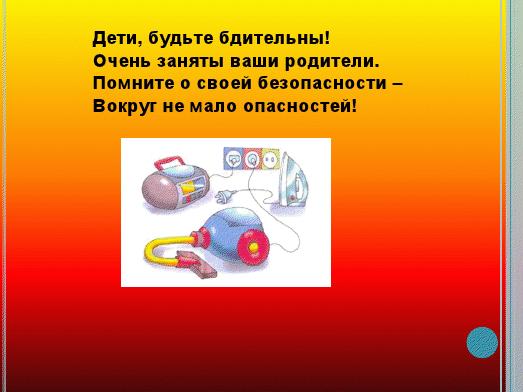 Дети, будьте бдительны!
Очень заняты ваши родители.
Помните о своей безопасности –
Вокруг не мало опасностей!